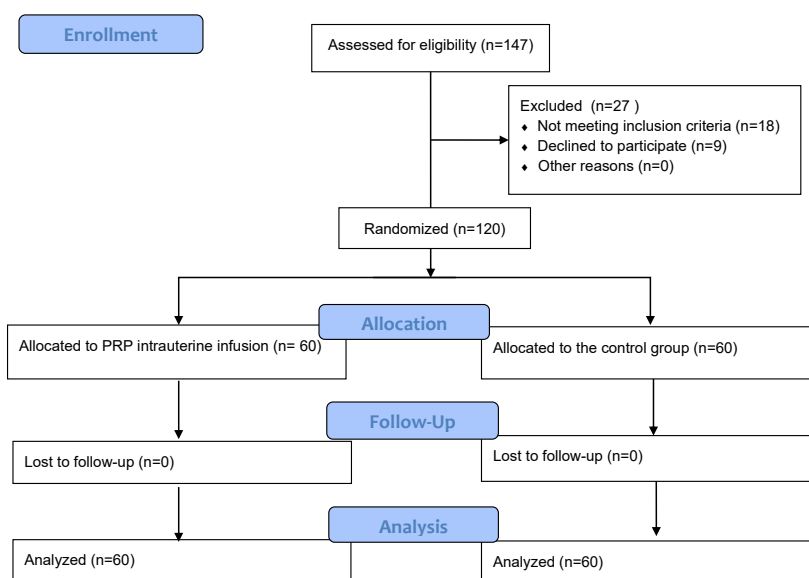 Enrollment
Assessed for eligibility (n=147)
Excluded (n=27 )
♦ Not meeting inclusion criteria (n=18)
♦ Declined to participate (n=9)
♦ Other reasons (n=0)
Randomized (n=120)
Allocation
Allocated to PRP intrauterine infusion (n= 60)
Allocated to the control group (n=60)
Follow-Up
Lost to follow-up (n=0)
Lost to follow-up (n=0)
Analysis
Analyzed (n=60)
Analyzed (n=60)